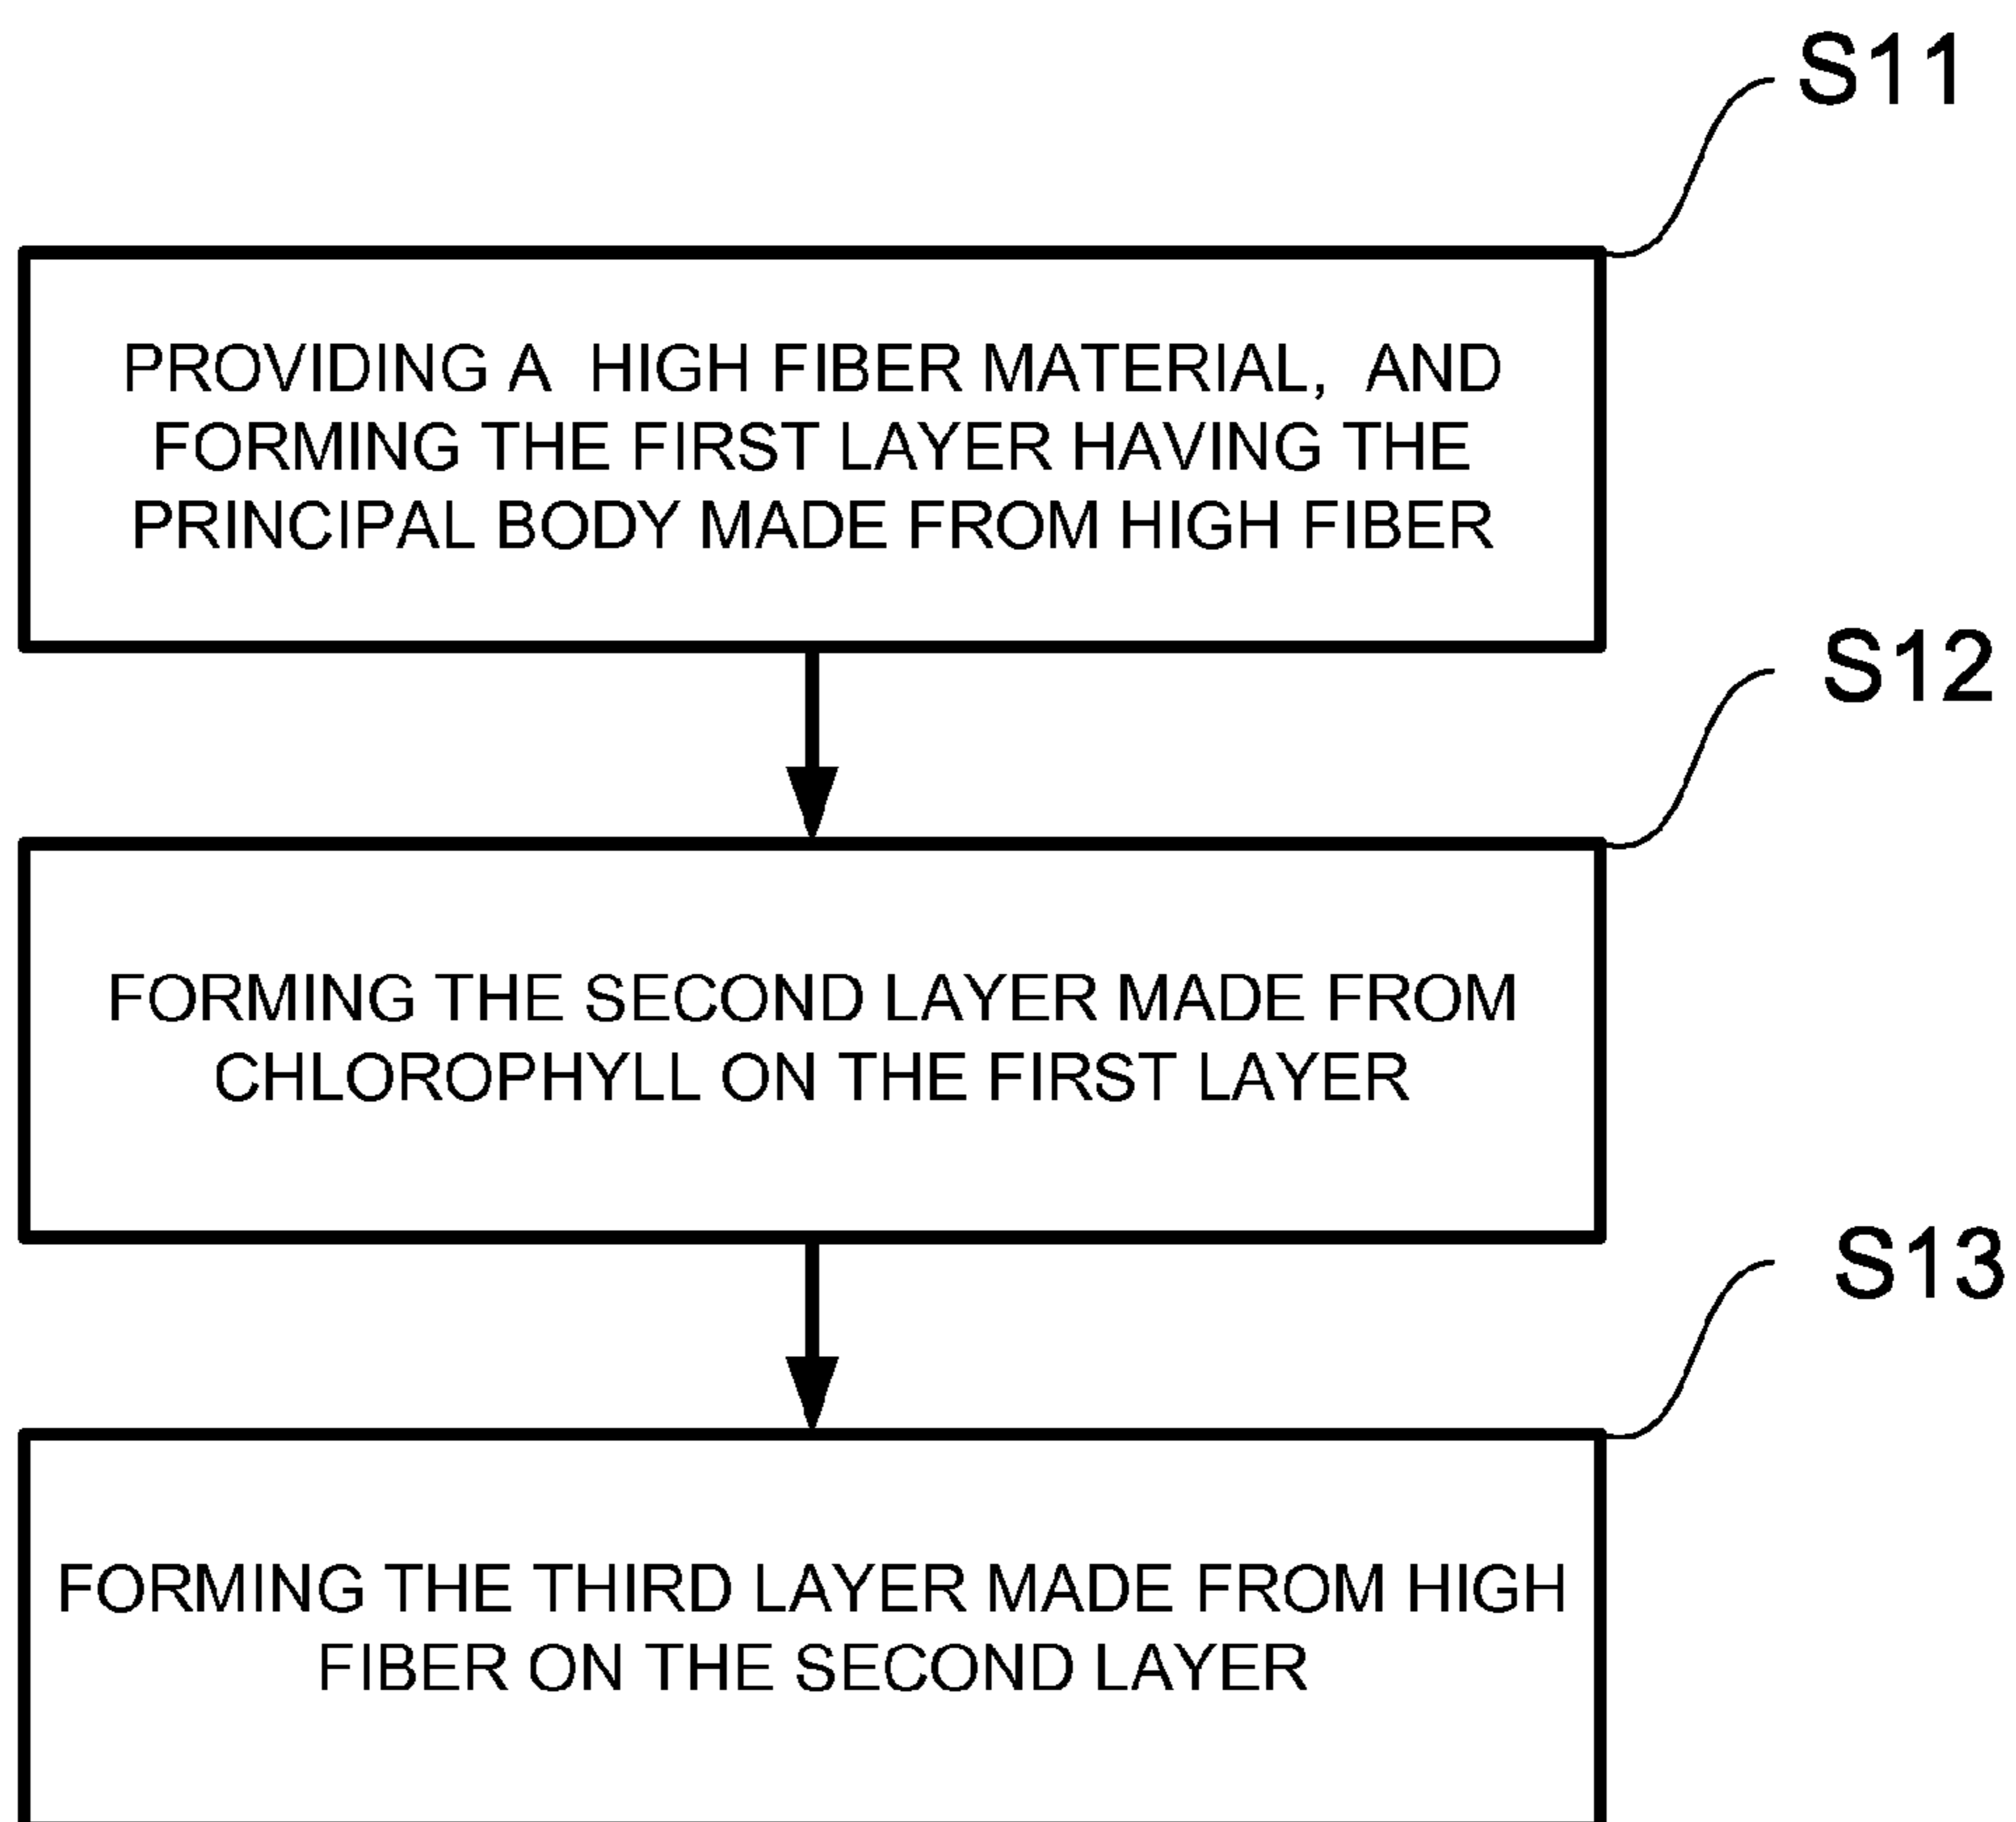 S11
PROVIDING A HIGH FIBER MATERIAL, AND
FORMING THE FIRST LAYER HAVING THE
PRINCIPAL BODY MADE FROM HIGH FIBER
S12
FORMING THE SECOND LAYER MADE FROM
CHLOROPHYLL ON THE FIRST LAYER
S13
FORMING THE THIRD LAYER MADE FROM HIGH
FIBER ON THE SECOND LAYER